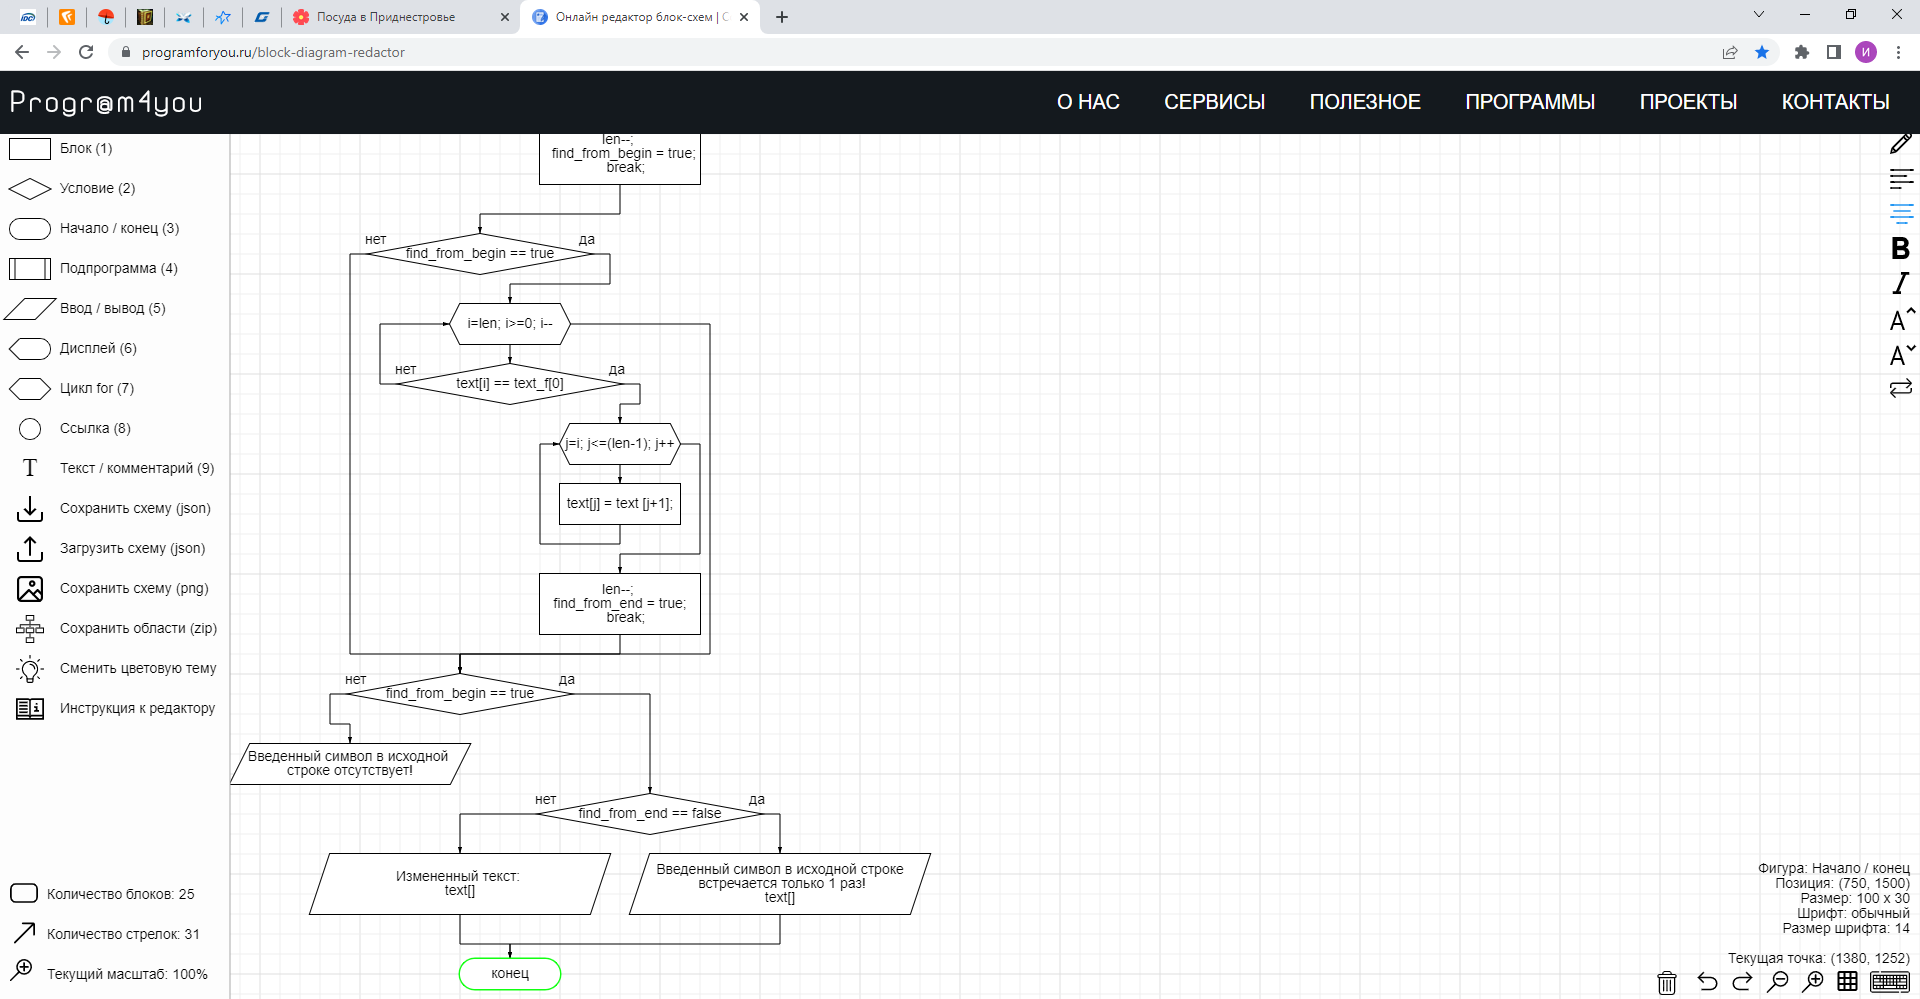 Посуда в Приднестровье
Онлайн редактор блок-схем | С
programforyou.ru/block-diagram-redactor
И
Progr@m4you
О НАС
СЕРВИСЫ
ПОЛЕЗНОЕ
ПРОГРАММЫ
ПРОЕКТЫ
КОНТАКТЫ
Блок (1)
Условие (2)
Начало / конец (3)
Подпрограмма (4)
Ввод / вывод (5)
Дисплей (6)
Цикл for (7)
Ссылка (8)
T Текст / комментарий (9)
Сохранить схему (json)
Загрузить схему (json)
Сохранить схему (png)
Сохранить области (zip)
Сменить цветовую тему
Инструкция к редактору
Количество блоков: 25
Количество стрелок: 31
Текущий масштаб: 100%
len--;
find_from_begin = true;
break;
нет
да
find_from_begin == true
i=len; i>=0; i--
нет
да
text[i] == text_f[0]
j=i; j<=(len-1); j++
text[j] = text [j+1];
len--;
find_from_end = true;
break;
нет
да
find_from_begin == true
Введенный символ в исходной
строке отсутствует!
нет
да
find_from_end == false
Измененный текст:
text[]
Введенный символ в исходной строке
встречается только 1 раз!
text[]
конец
B
I
A
A
Фигура: Начало / конец
Позиция: (750, 1500)
Размер: 100 x 30
Шрифт: обычный
Размер шрифта: 14
Текущая точка: (1380, 1252)